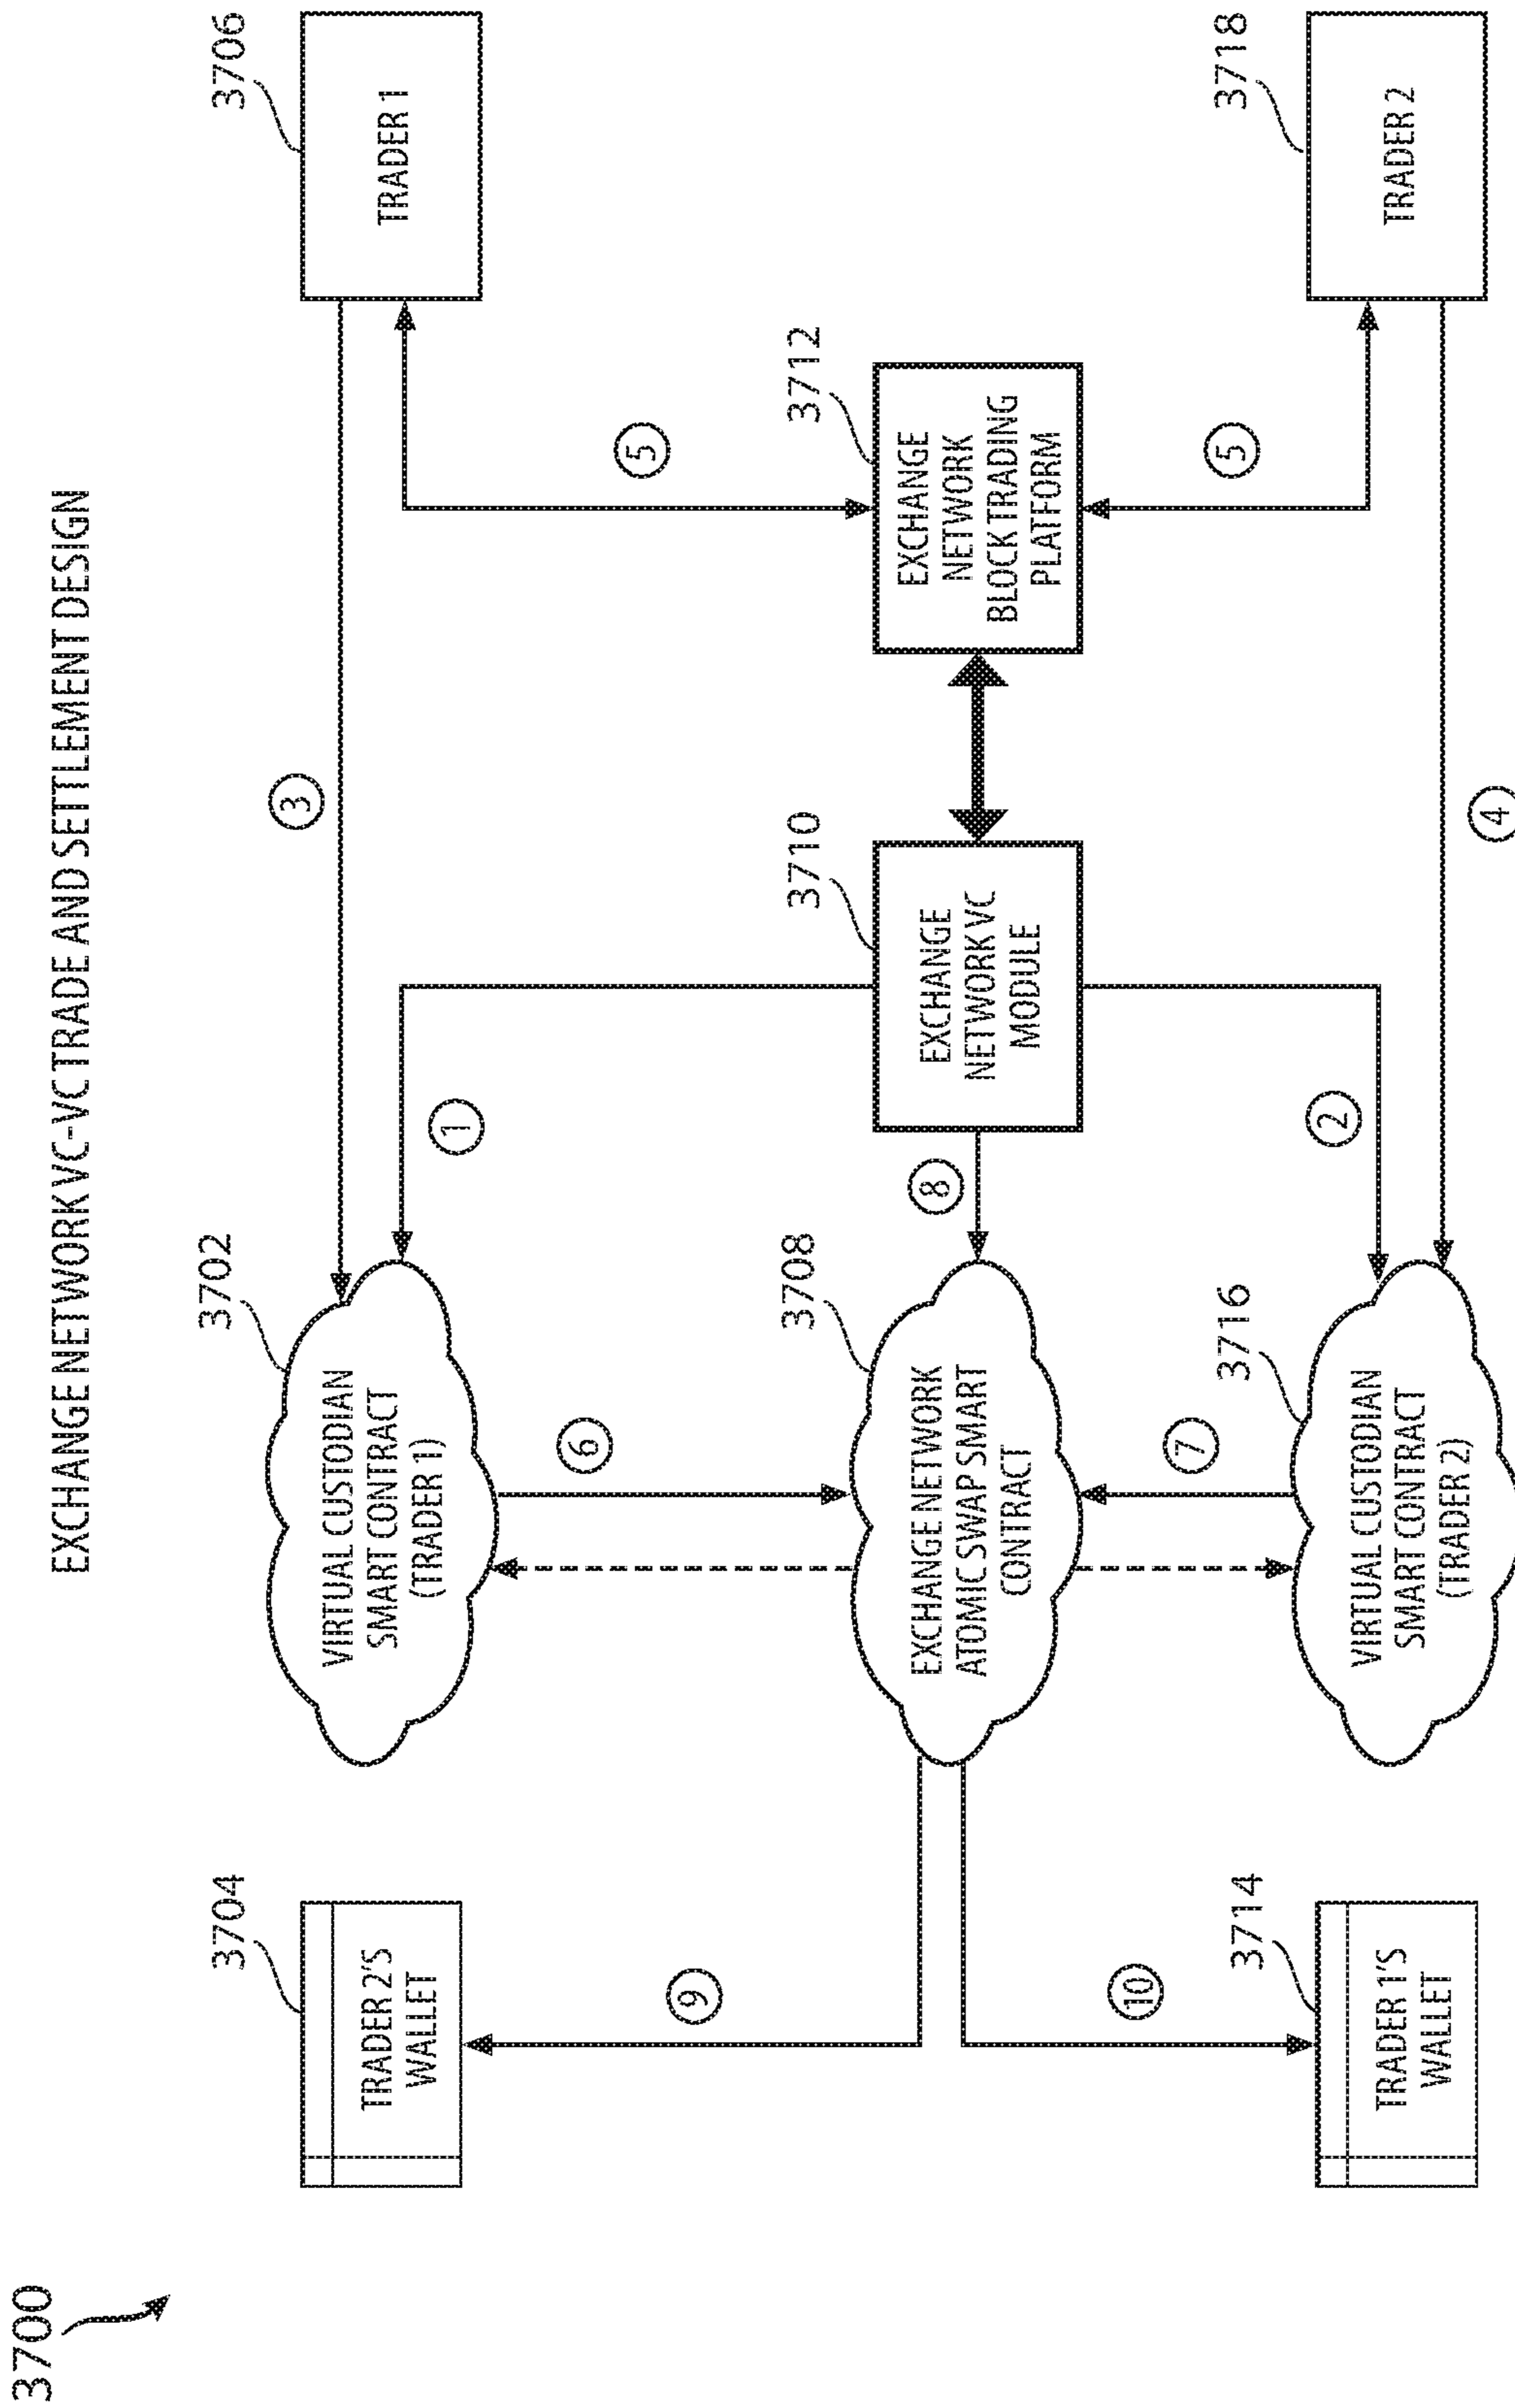 3700
EXCHANGE NETWORK VC-VC TRADE AND SETTLEMENT DESIGN
3704
TRADER 2'S
WALLET
3702
VIRTUAL CUSTODIAN
SMART CONTRACT
(TRADER 1)
3
3706
TRADER 1
9
6
1
5
3708
EXCHANGE NETWORK
ATOMIC SWAP SMART
CONTRACT
8
3710
EXCHANGE
NETWORK VC
MODULE
3712
EXCHANGE
NETWORK
BLOCK TRADING
PLATFORM
10
7
2
5
3714
TRADER 1'S
WALLET
3716
VIRTUAL CUSTODIAN
SMART CONTRACT
(TRADER 2)
4
3718
TRADER 2